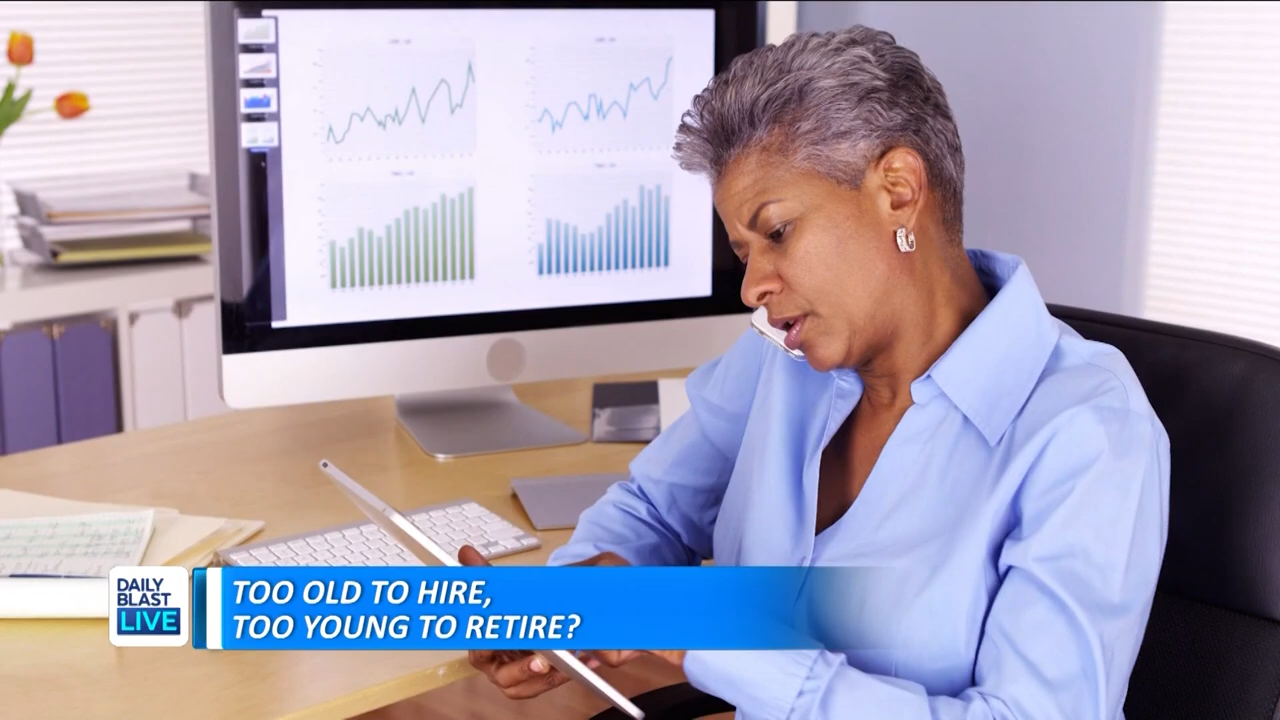 DAILY
BLAST
LIVE
TOO OLD TO HIRE,
TOO YOUNG TO RETIRE?